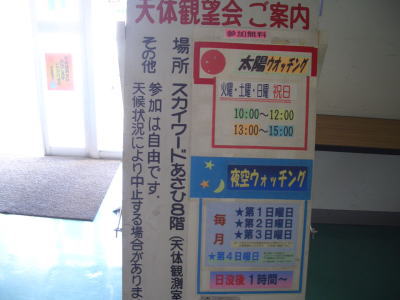 天体観望会ご案内
参加無料
場所 スカイワードあさひ8階(天体観測室
その他 参加は自由です。
天候状況により中止する場合がありま
太陽ウオッチング
火曜・土曜・日曜 祝日
10:00～12:00
13:00～15:00
夜空ウォッチング
毎月
★第1日曜日
★第2日曜日
★第3日曜日
★第4日曜日
日没後1時間～